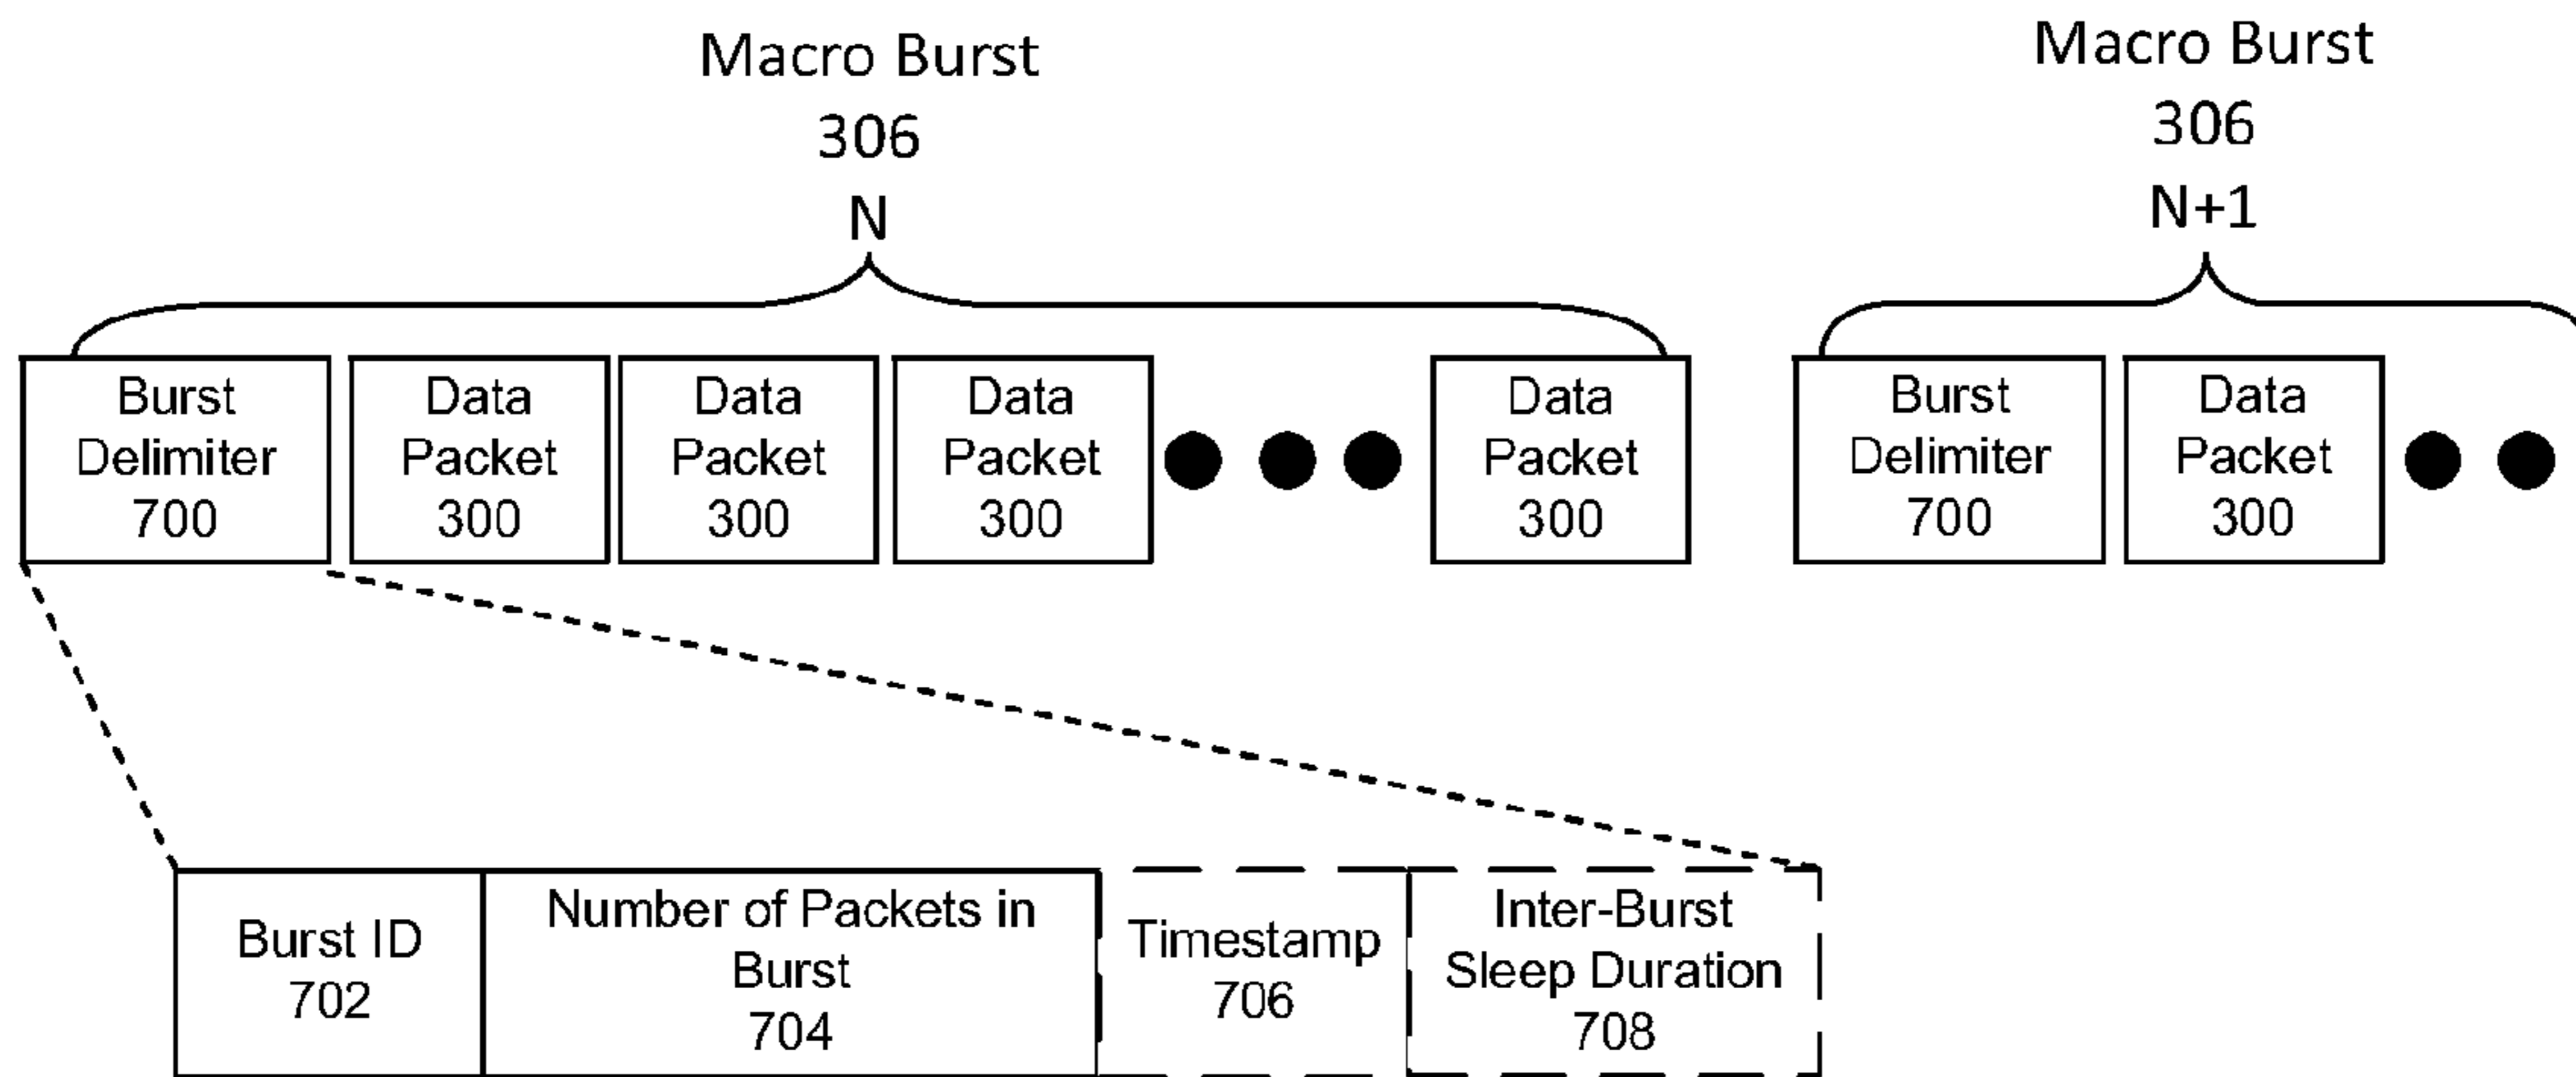 Macro Burst
306
N
Macro Burst
306
N+1
Burst
Delimiter
700
Data
Packet
300
Data
Packet
300
Data
Packet
300
Data
Packet
300
Burst
Delimiter
700
Data
Packet
300
Burst ID
702
Number of Packets in
Burst
704
Timestamp
706
Inter-Burst
Sleep Duration
708